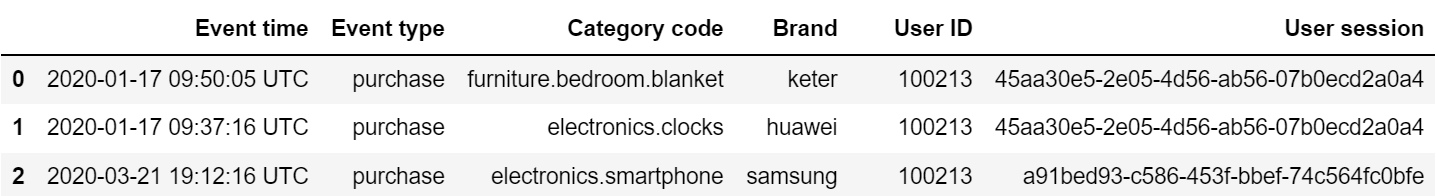 Event time Event type Category code Brand User ID User session
0 2020-01-17 09:50:05 UTC purchase furniture.bedroom.blanket keter 100213 45aa30e5-2e05-4d56-ab56-07b0ecd2a0a4
1 2020-01-17 09:37:16 UTC purchase electronics.clocks huawei 100213 45aa30e5-2e05-4d56-ab56-07b0ecd2a0a4
2 2020-03-21 19:12:16 UTC purchase electronics.smartphone samsung 100213 a91bed93-c586-453f-bbef-74c564fc0bfe